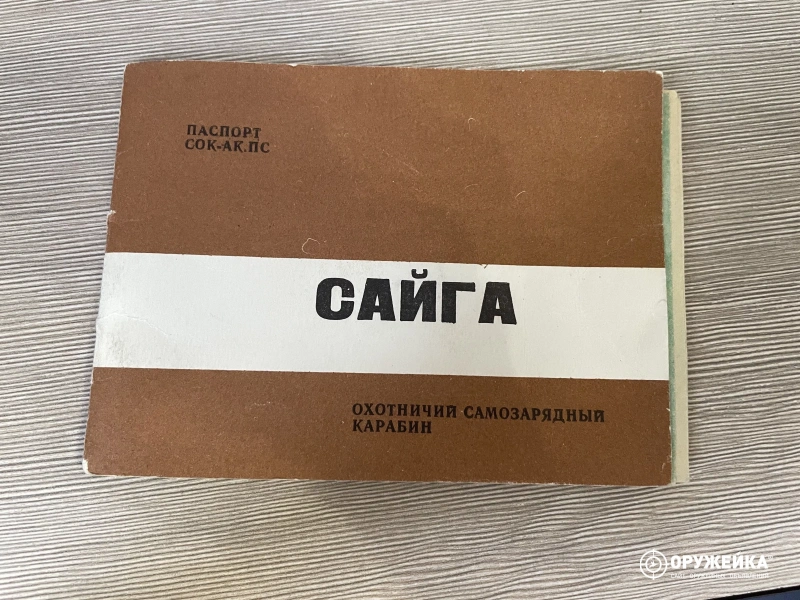 ПАСПОРТ
СОК-АК.ПС
САЙГА
ОХОТНИЧИЙ САМОЗАРЯДНЫЙ
КАРАБИН
ОРУЖЕЙКА